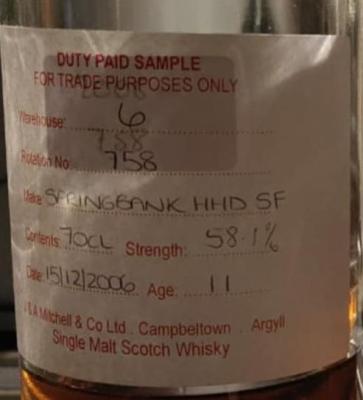 DUTY PAID SAMPLE
FOR TRADE PURPOSES ONLY
Warehouse: 6
Rotation No: 758
Make: SPRINGBANK HHD SF
Contents: 70CL Strength: 58.1%
Date: 15/12/2006 Age: 11
J & A Mitchell & Co Ltd . Campbeltown . Argyll
Single Malt Scotch Whisky